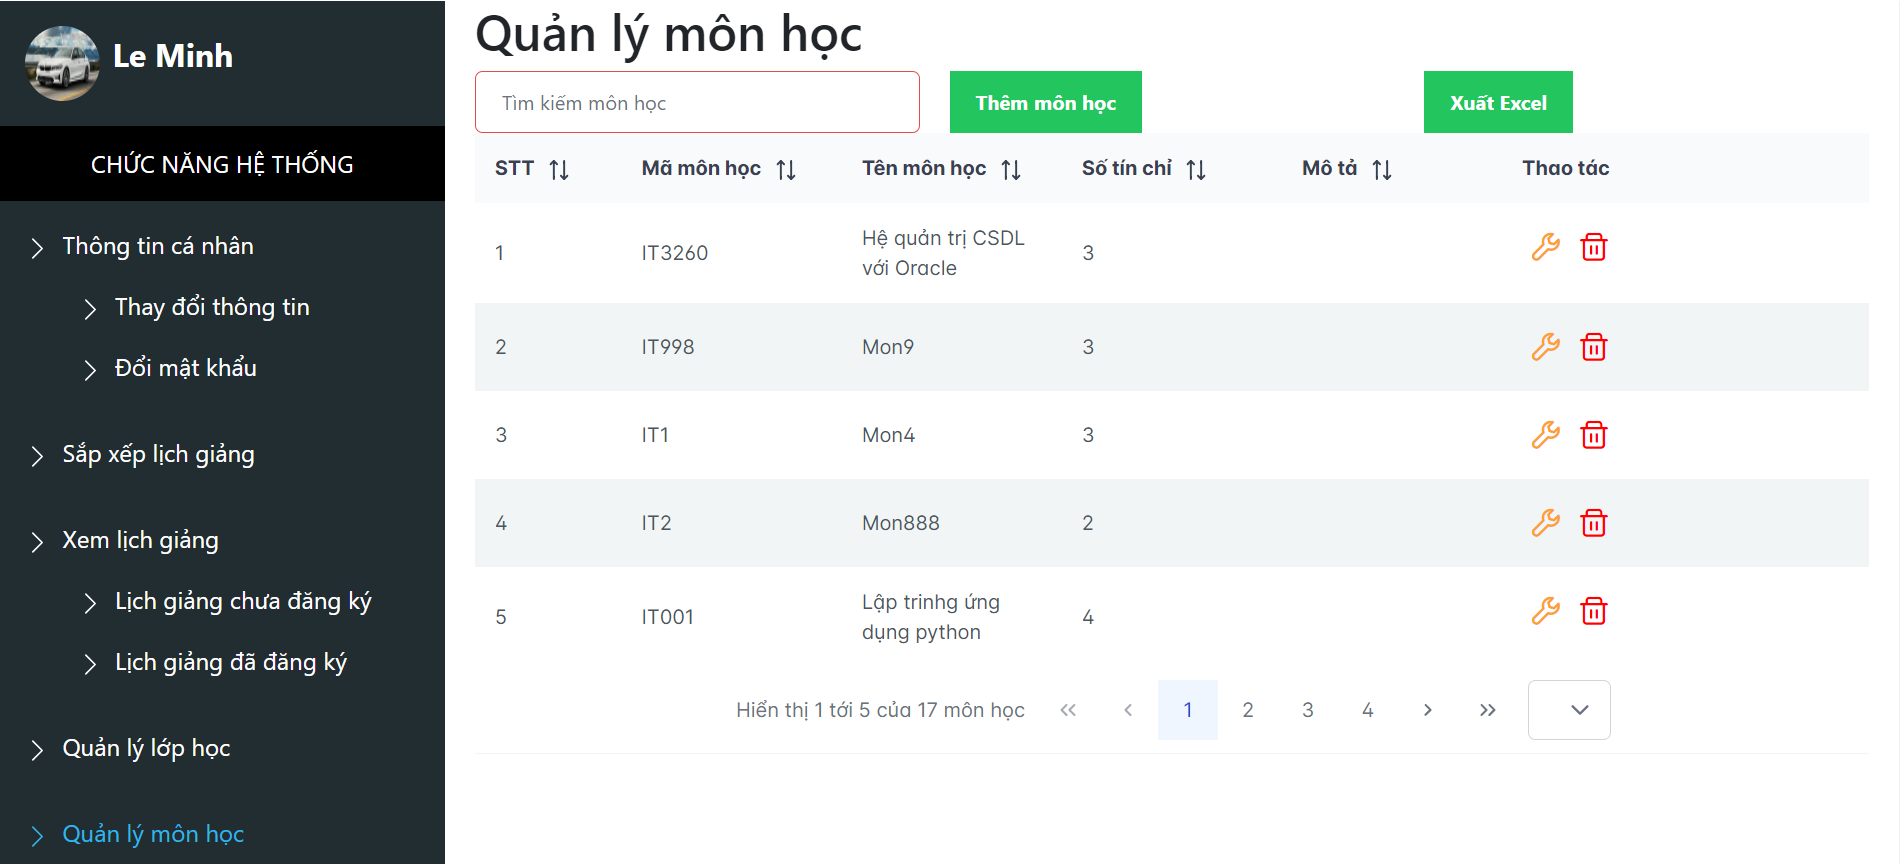 Le Minh
CHỨC NĂNG HỆ THỐNG
Thông tin cá nhân
Thay đổi thông tin
Đổi mật khẩu
Sắp xếp lịch giảng
Xem lịch giảng
Lịch giảng chưa đăng ký
Lịch giảng đã đăng ký
Quản lý lớp học
Quản lý môn học
Quản lý môn học
Tìm kiếm môn học
Thêm môn học
Xuất Excel
STT Mã môn học Tên môn học Số tín chỉ Mô tả Thao tác
1 IT3260 Hệ quản trị CSDL 3
với Oracle
2 IT998 Mon9 3
3 IT1 Mon4 3
4 IT2 Mon888 2
5 IT001 Lập trinhg ứng 4
dụng python
Hiển thị 1 tới 5 của 17 môn học « ‹ 1 2 3 4 › »